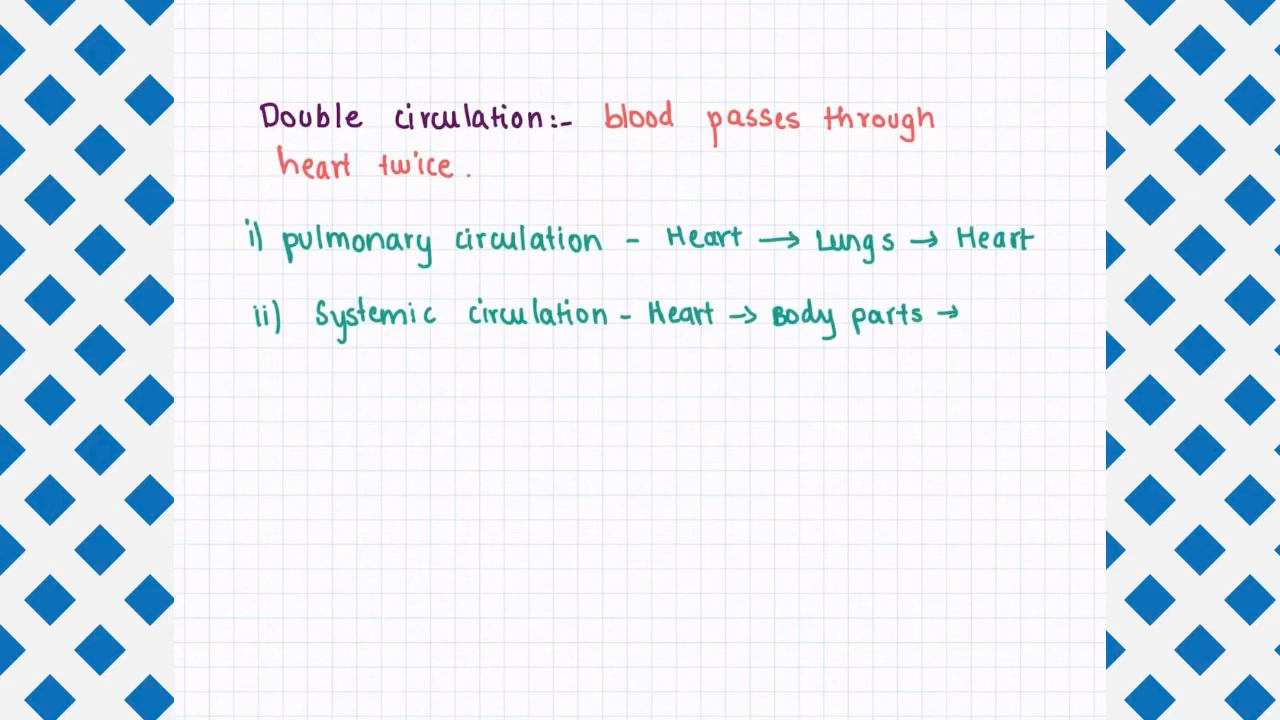 Double circulation:- blood passes through
heart twice.
i) pulmonary circulation - Heart → Lungs → Heart
ii) Systemic circulation - Heart → Body parts →